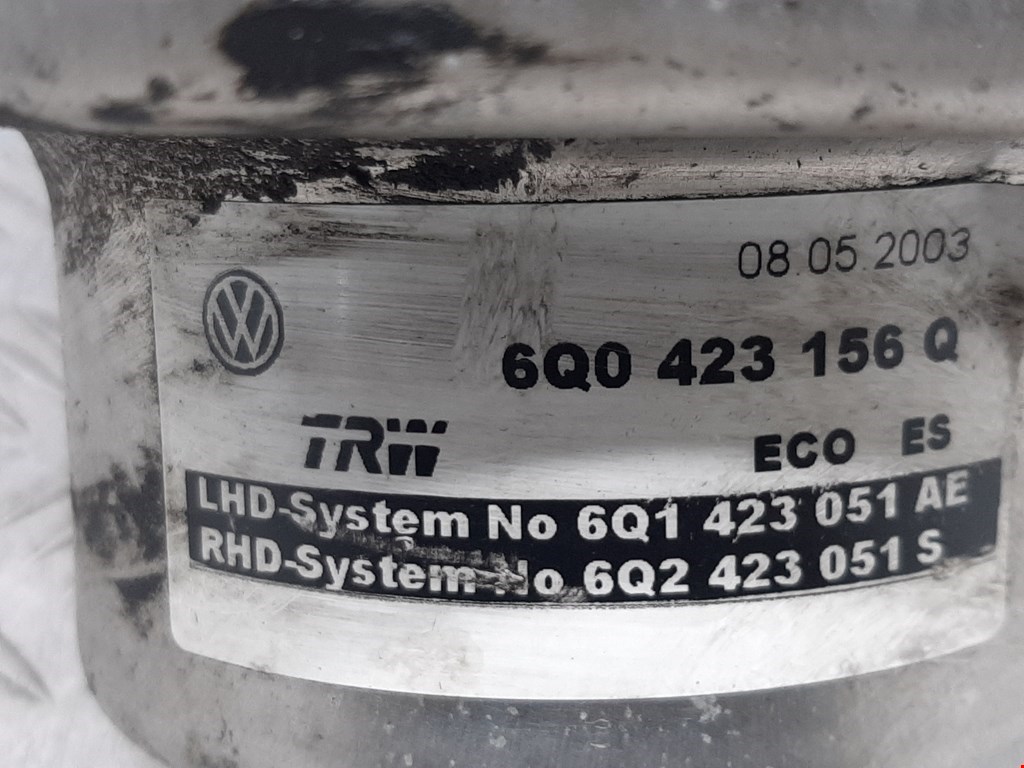 08.05.2003
6Q0 423 156 Q
TRW ECO ES
LHD-System No 6Q1 423 051 AE
RHD-System No 6Q2 423 051 S